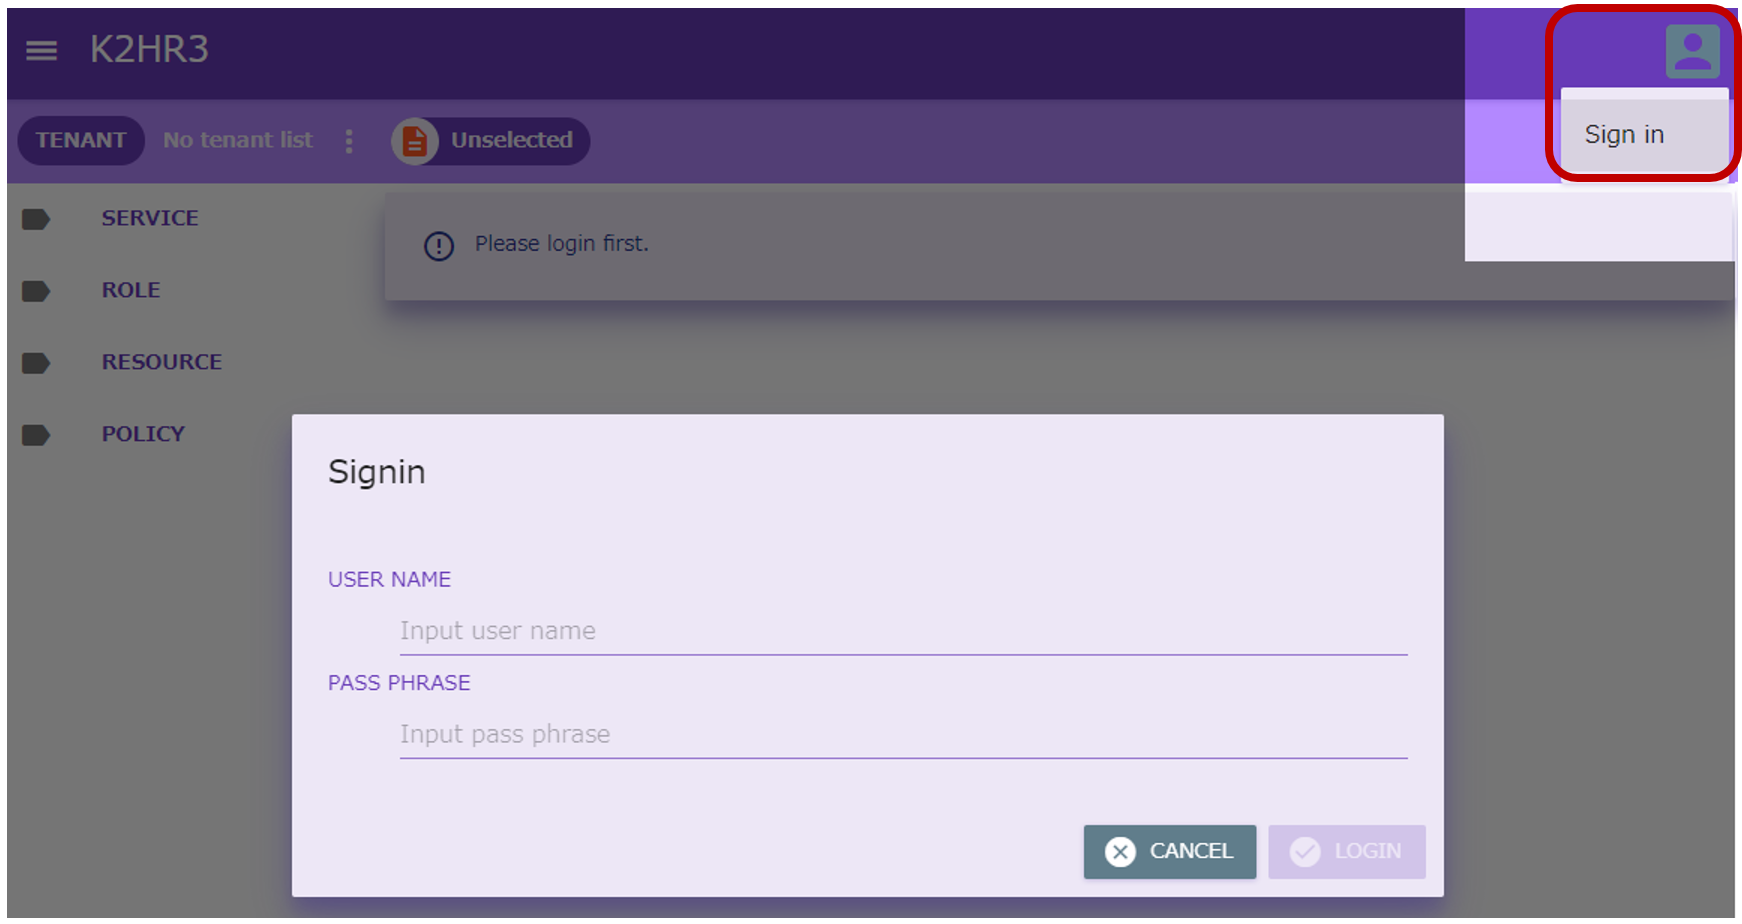 K2HR3
TENANT No tenant list Unselected
Sign in
SERVICE
Please login first.
ROLE
RESOURCE
POLICY
Signin
USER NAME
Input user name
PASS PHRASE
Input pass phrase
CANCEL LOGIN